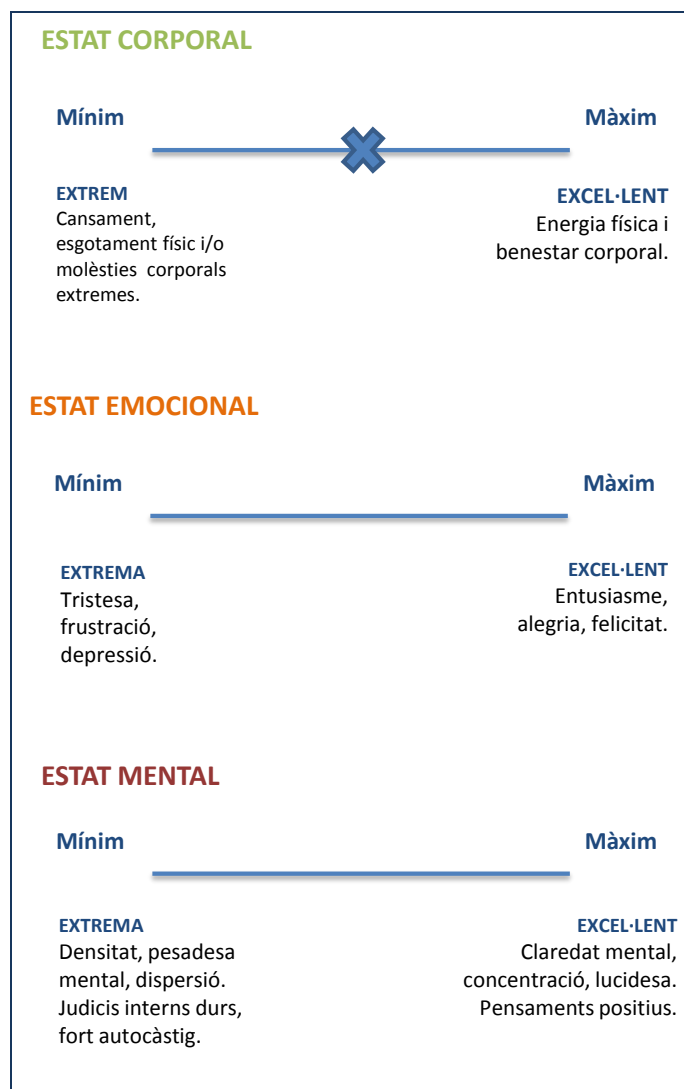 ESTAT CORPORAL
Mínim
Màxim
EXTREM
Cansament,
esgotament físic i/o
molèsties corporals
extremes.
EXCEL·LENT
Energia física i
benestar corporal.
ESTAT EMOCIONAL
Mínim
Màxim
EXTREMA
Tristesa,
frustració,
depressió.
EXCEL·LENT
Entusiasme,
alegria, felicitat.
ESTAT MENTAL
Mínim
Màxim
EXTREMA
Densitat, pesadesa
mental, dispersió.
Judicis interns durs,
fort autocàstig.
EXCEL·LENT
Claredat mental,
concentració, lucidesa.
Pensaments positius.